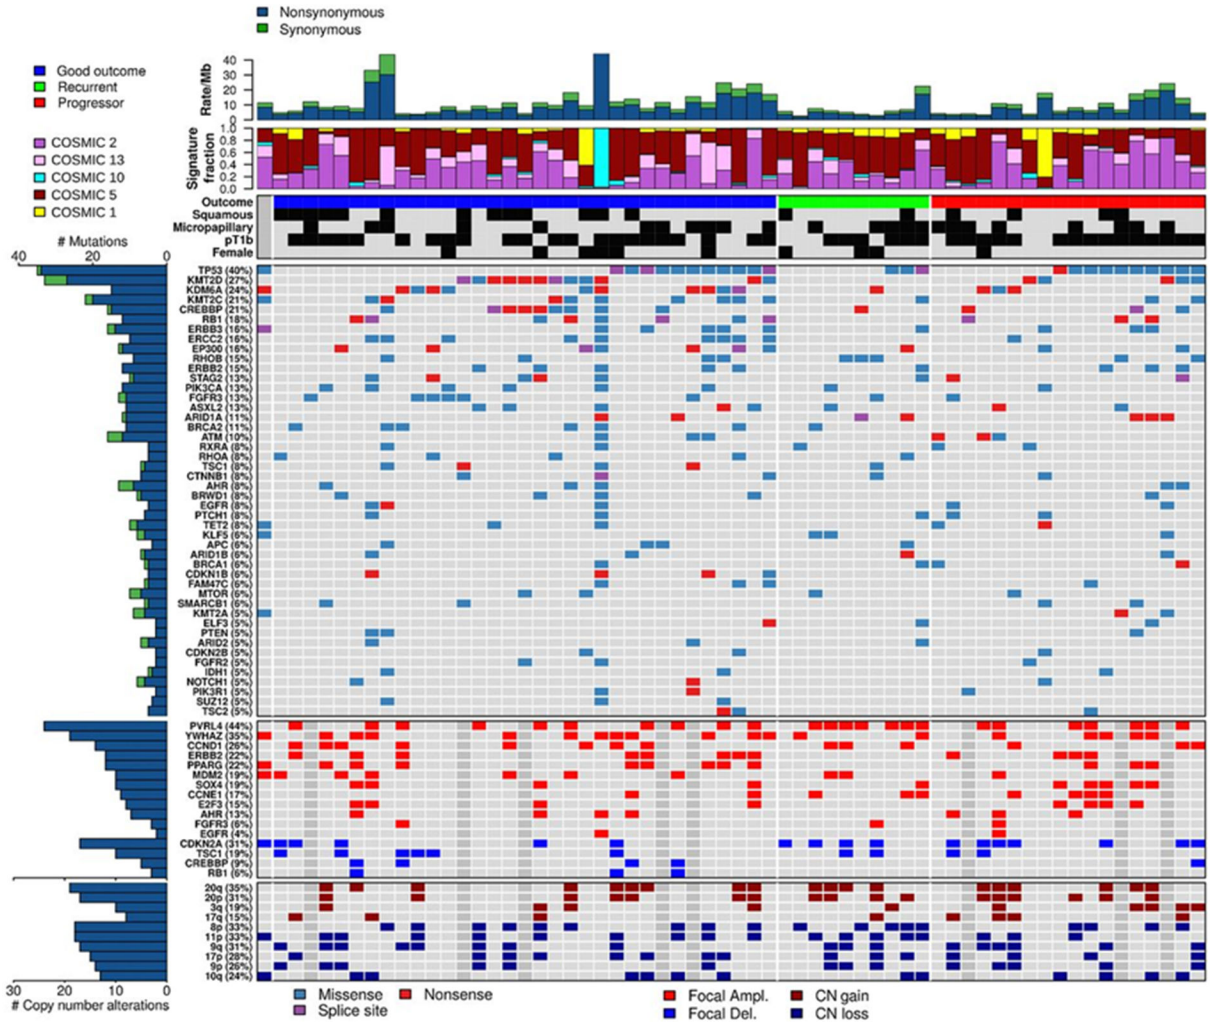 Nonsynonymous
Synonymous
Good outcome
Recurrent
Progressor
COSMIC 2
COSMIC 13
COSMIC 10
COSMIC 5
COSMIC 1
Rate/Mb
40
30
20
10
0
Signature fraction
1.0
0.8
0.6
0.4
0.2
0.0
Outcome
Squamous
Micropapillary
pT1b
Female
# Mutations
40 20 0
TP53 (40%)
KMT2D (27%)
KDM6A (24%)
KMT2C (21%)
CREBBP (21%)
RB1 (18%)
ERBB3 (16%)
ERCC2 (16%)
EP300 (16%)
RHOB (15%)
ERBB2 (15%)
STAG2 (13%)
PIK3CA (13%)
FGFR3 (13%)
ASXL2 (13%)
ARID1A (11%)
BRCA2 (11%)
ATM (10%)
RXRA (8%)
RHOA (8%)
TSC1 (8%)
CTNNB1 (8%)
AHR (8%)
BRWD1 (8%)
EGFR (8%)
PTCH1 (8%)
TET2 (8%)
KLF5 (6%)
APC (6%)
ARID1B (6%)
BRCA1 (6%)
CDKN1B (6%)
FAM47C (6%)
MTOR (6%)
SMARCB1 (6%)
KMT2A (5%)
ELF3 (5%)
PTEN (5%)
ARID2 (5%)
CDKN2B (5%)
FGFR2 (5%)
IDH1 (5%)
NOTCH1 (5%)
PIK3R1 (5%)
SUZ12 (5%)
TSC2 (5%)
PVRL4 (44%)
YWHAZ (35%)
CCND1 (26%)
ERBB2 (22%)
PPARG (22%)
MDM2 (19%)
SOX4 (19%)
CCNE1 (17%)
E2F3 (15%)
AHR (13%)
FGFR3 (6%)
EGFR (4%)
CDKN2A (31%)
TSC1 (19%)
CREBBP (9%)
RB1 (6%)
20q (35%)
20p (31%)
3q (19%)
17q (15%)
8p (33%)
11p (33%)
9q (31%)
17p (28%)
9p (26%)
10q (24%)
30 20 10 0
# Copy number alterations
Missense
Nonsense
Splice site
Focal Ampl.
CN gain
Focal Del.
CN loss